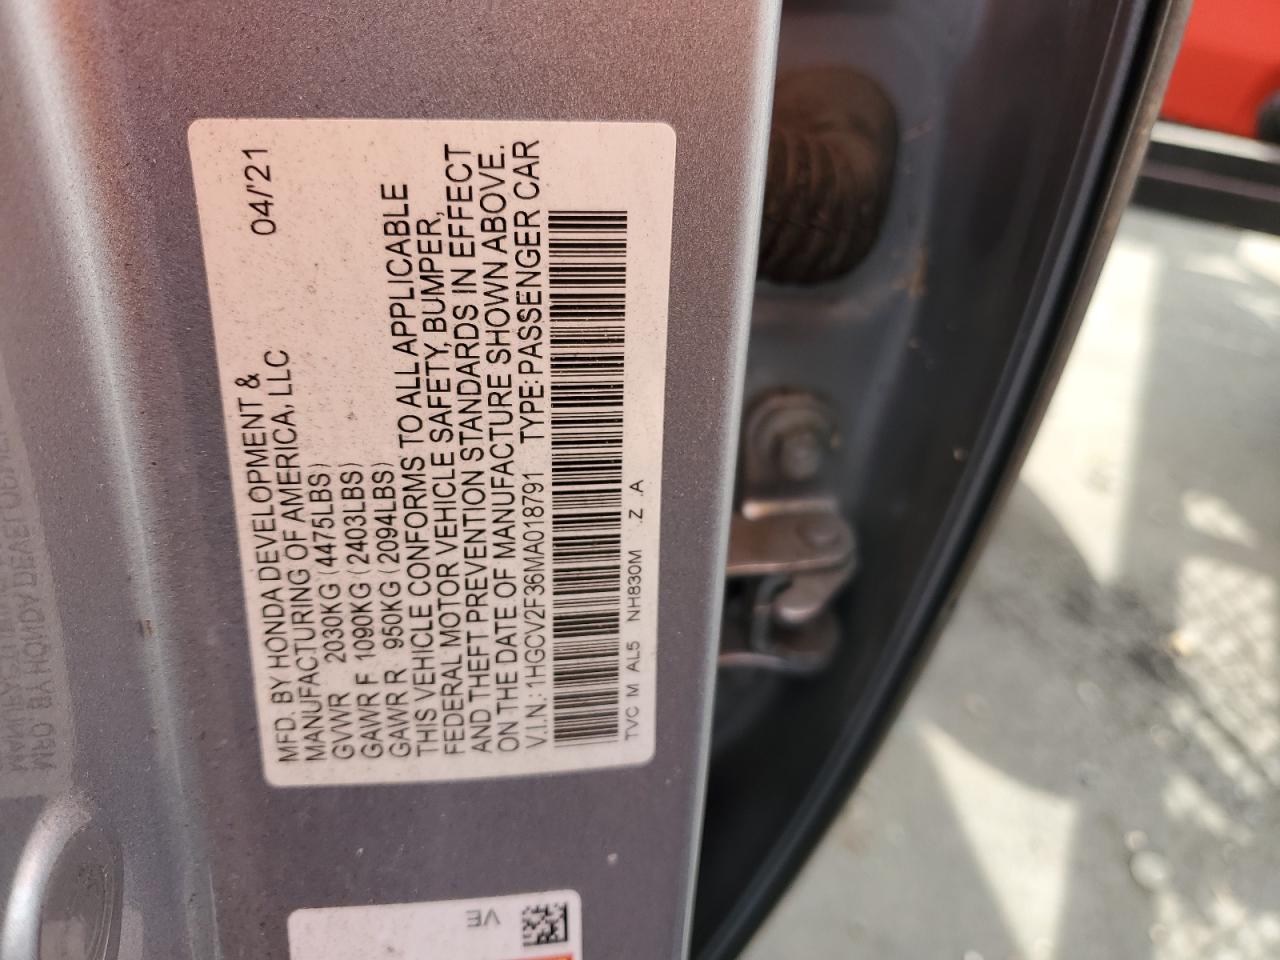 MFD. BY HONDA DEVELOPMENT & 04/'21
MANUFACTURING OF AMERICA, LLC
GVWR 2030KG (4475LBS)
GAWR F 1090KG (2403LBS)
GAWR R 950KG (2094LBS)
THIS VEHICLE CONFORMS TO ALL APPLICABLE
FEDERAL MOTOR VEHICLE SAFETY, BUMPER,
AND THEFT PREVENTION STANDARDS IN EFFECT
ON THE DATE OF MANUFACTURE SHOWN ABOVE.
V.I.N.: 1HGCV2F36MA018791 TYPE:PASSENGER CAR
TVC M AL5 NH830M .Z .A
VE